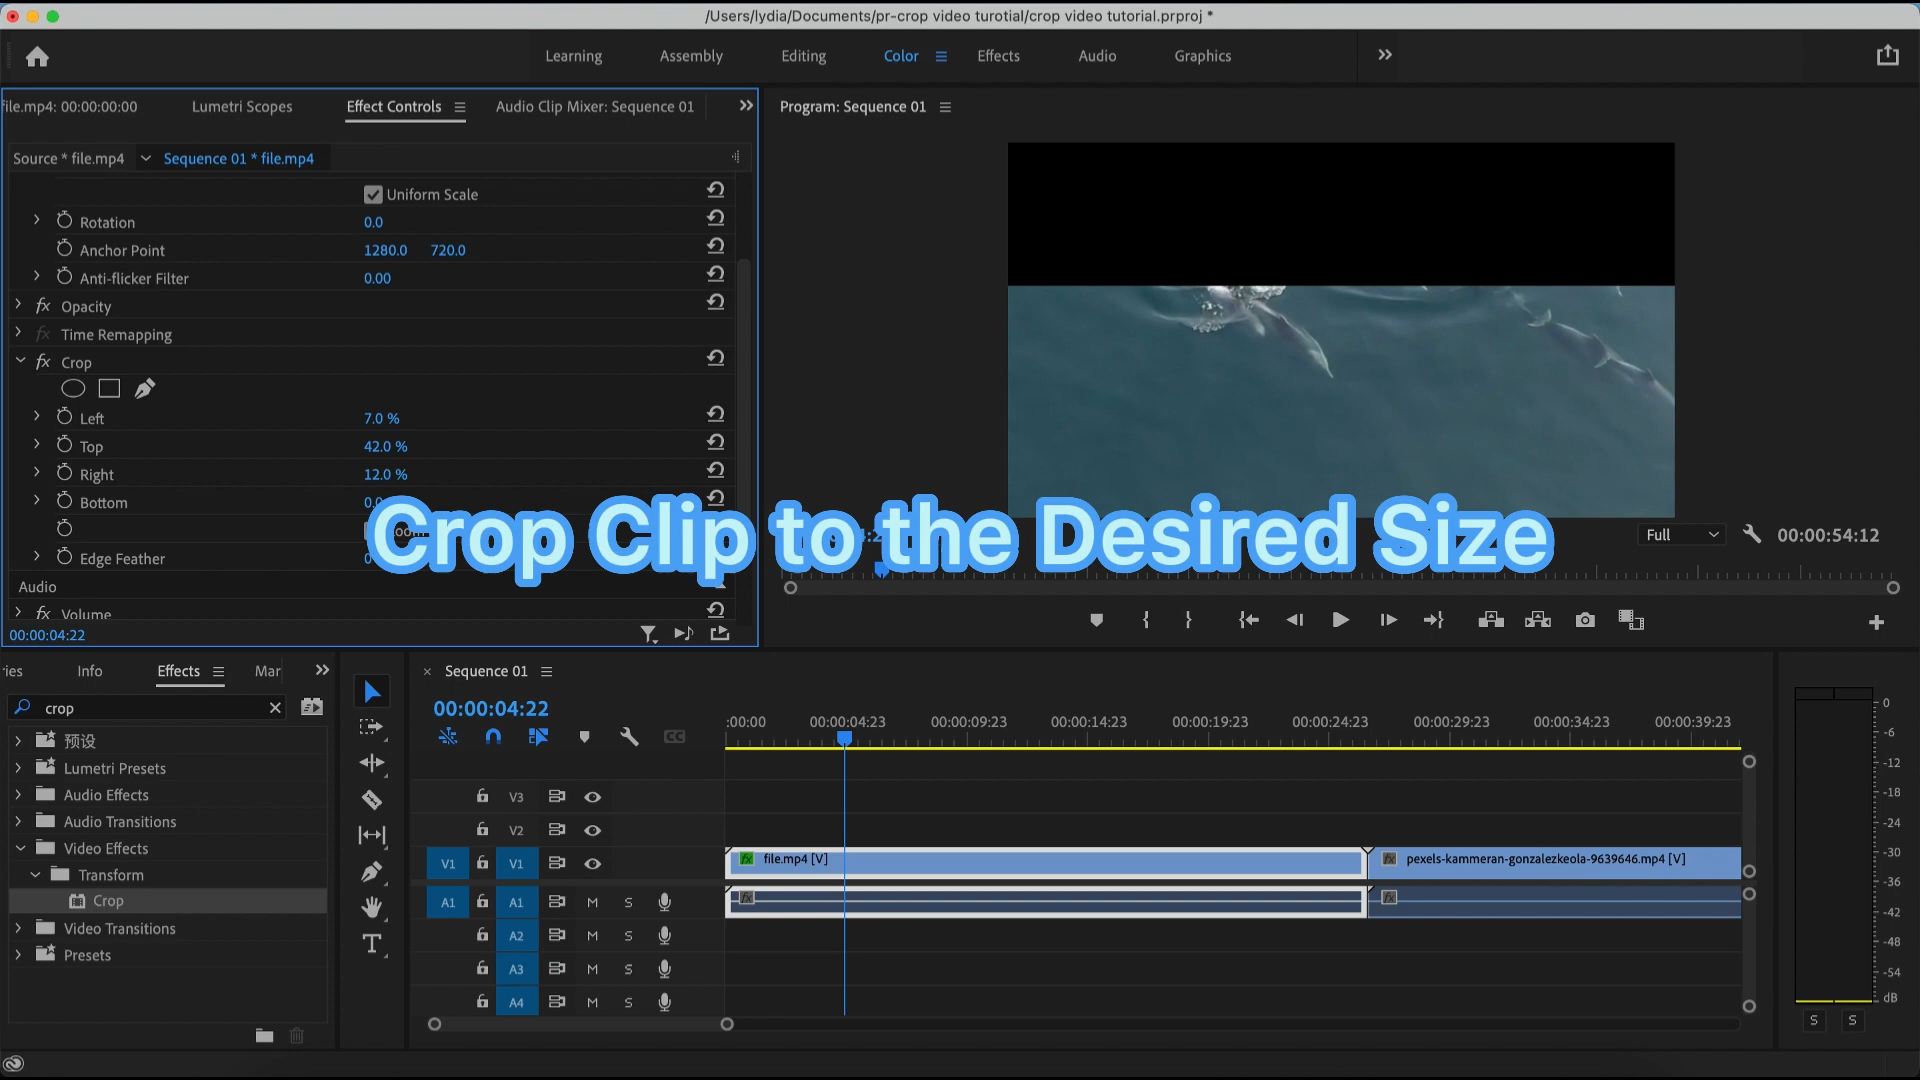 /Users/lydia/Documents/pr-crop video turotial/crop video tutorial.prproj *
Learning Assembly Editing Color Effects Audio Graphics
file.mp4: 00:00:00:00 Lumetri Scopes Effect Controls Audio Clip Mixer: Sequence 01
Program: Sequence 01
Source * file.mp4 Sequence 01 * file.mp4
Uniform Scale
Rotation 0.0
Anchor Point 1280.0 720.0
Anti-flicker Filter 0.00
fx Opacity
fx Time Remapping
fx Crop
Left 7.0 %
Top 42.0 %
Right 12.0 %
Bottom
Crop Clip to the Desired Size
Full 00:00:54:12
Edge Feather
Audio
fx Volume
00:00:04:22
Info Effects
crop
预设
Lumetri Presets
Audio Effects
Audio Transitions
Video Effects
Transform
Crop
Video Transitions
Presets
× Sequence 01
00:00:04:22
:00:00 00:00:04:23 00:00:09:23 00:00:14:23 00:00:19:23 00:00:24:23 00:00:29:23 00:00:34:23 00:00:39:23
CC
V3
V2
V1 V1 fx file.mp4 [V] fx pexels-kammeran-gonzalezkeola-9639646.mp4 [V]
A1 A1 M S fx fx
A2 M S
A3 M S
A4 M S
0
-6
-12
-18
-24
-30
-36
-42
-48
-54
dB
S S